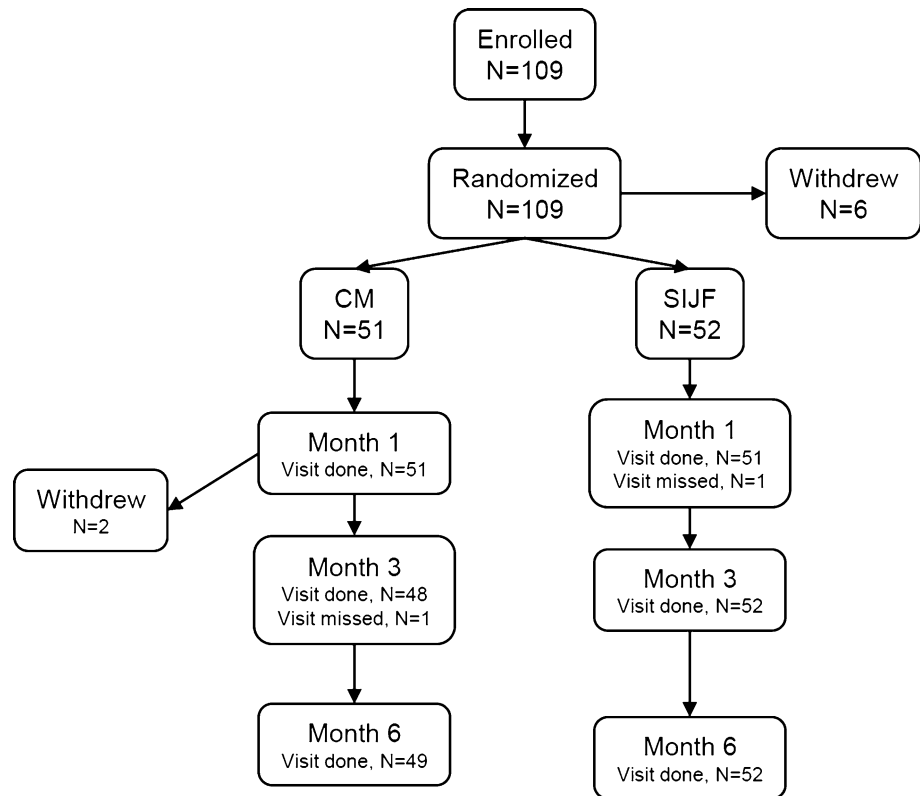 Enrolled
N=109
Randomized
N=109
Withdrew
N=6
CM
N=51
SIJF
N=52
Month 1
Visit done, N=51
Month 1
Visit done, N=51
Visit missed, N=1
Withdrew
N=2
Month 3
Visit done, N=48
Visit missed, N=1
Month 3
Visit done, N=52
Month 6
Visit done, N=49
Month 6
Visit done, N=52